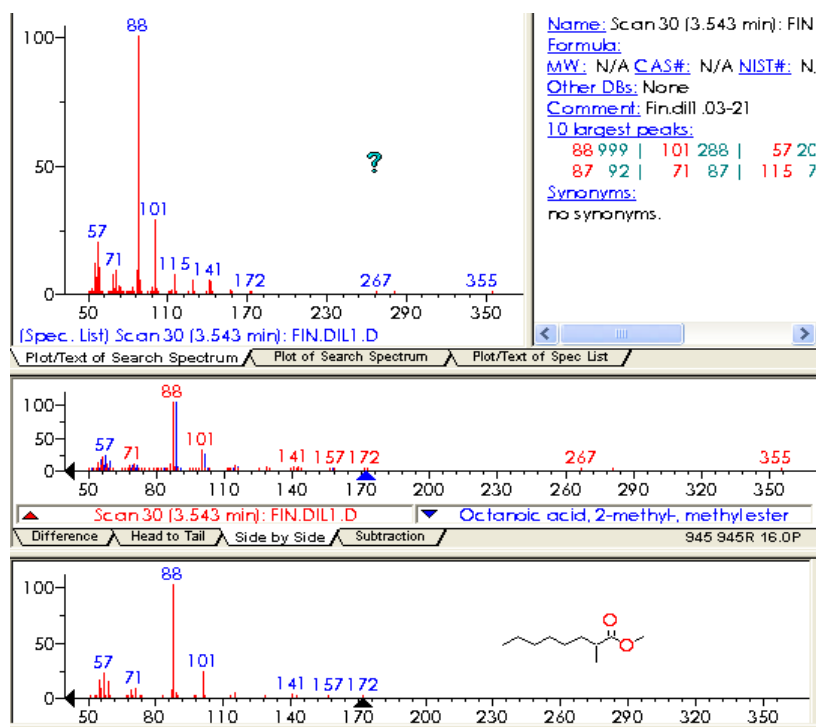 88
100
50
0
57
71
101
115
141
172
267
355
50 110 170 230 290 350
(Spec. List) Scan 30 (3.543 min): FIN.DIL1.D
Name: Scan 30 (3.543 min): FIN
Formula:
MW: N/A CAS#: N/A NIST#: N
Other DBs: None
Comment: Fin.dil1 .03-21
10 largest peaks:
88 999 | 101 288 | 57 20
87 92 | 71 87 | 115 7
Synonyms:
no synonyms.
Plot/Text of Search Spectrum Plot of Search Spectrum Plot/Text of Spec List
88
100
50
0
57
71
101
141 157 172
267
355
50 80 110 140 170 200 230 260 290 320 350
Scan 30 (3.543 min): FIN.DIL1.D Octanoic acid, 2-methyl-, methyl ester
Difference Head to Tail Side by Side Subtraction 945 945R 16.0P
88
100
50
0
57
71
101
141 157 172
O
O
50 80 110 140 170 200 230 260 290 320 350